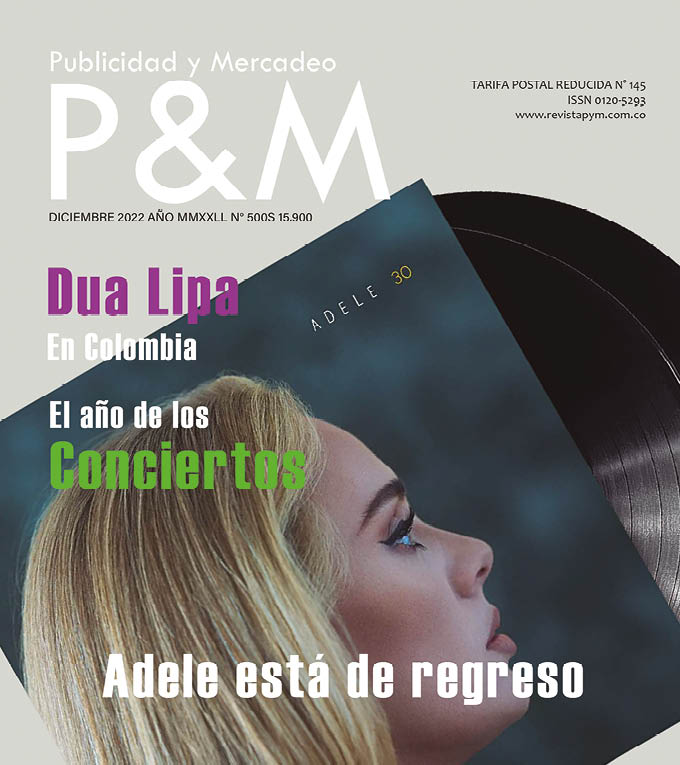 Publicidad y Mercadeo
P&M
TARIFA POSTAL REDUCIDA N° 145
ISSN 0120-5293
www.revistapym.com.co
DICIEMBRE 2022 AÑO MMXXLL N° 500S 15.900
ADELE 30
Dua Lipa
En Colombia
El año de los
Conciertos
Adele está de regreso